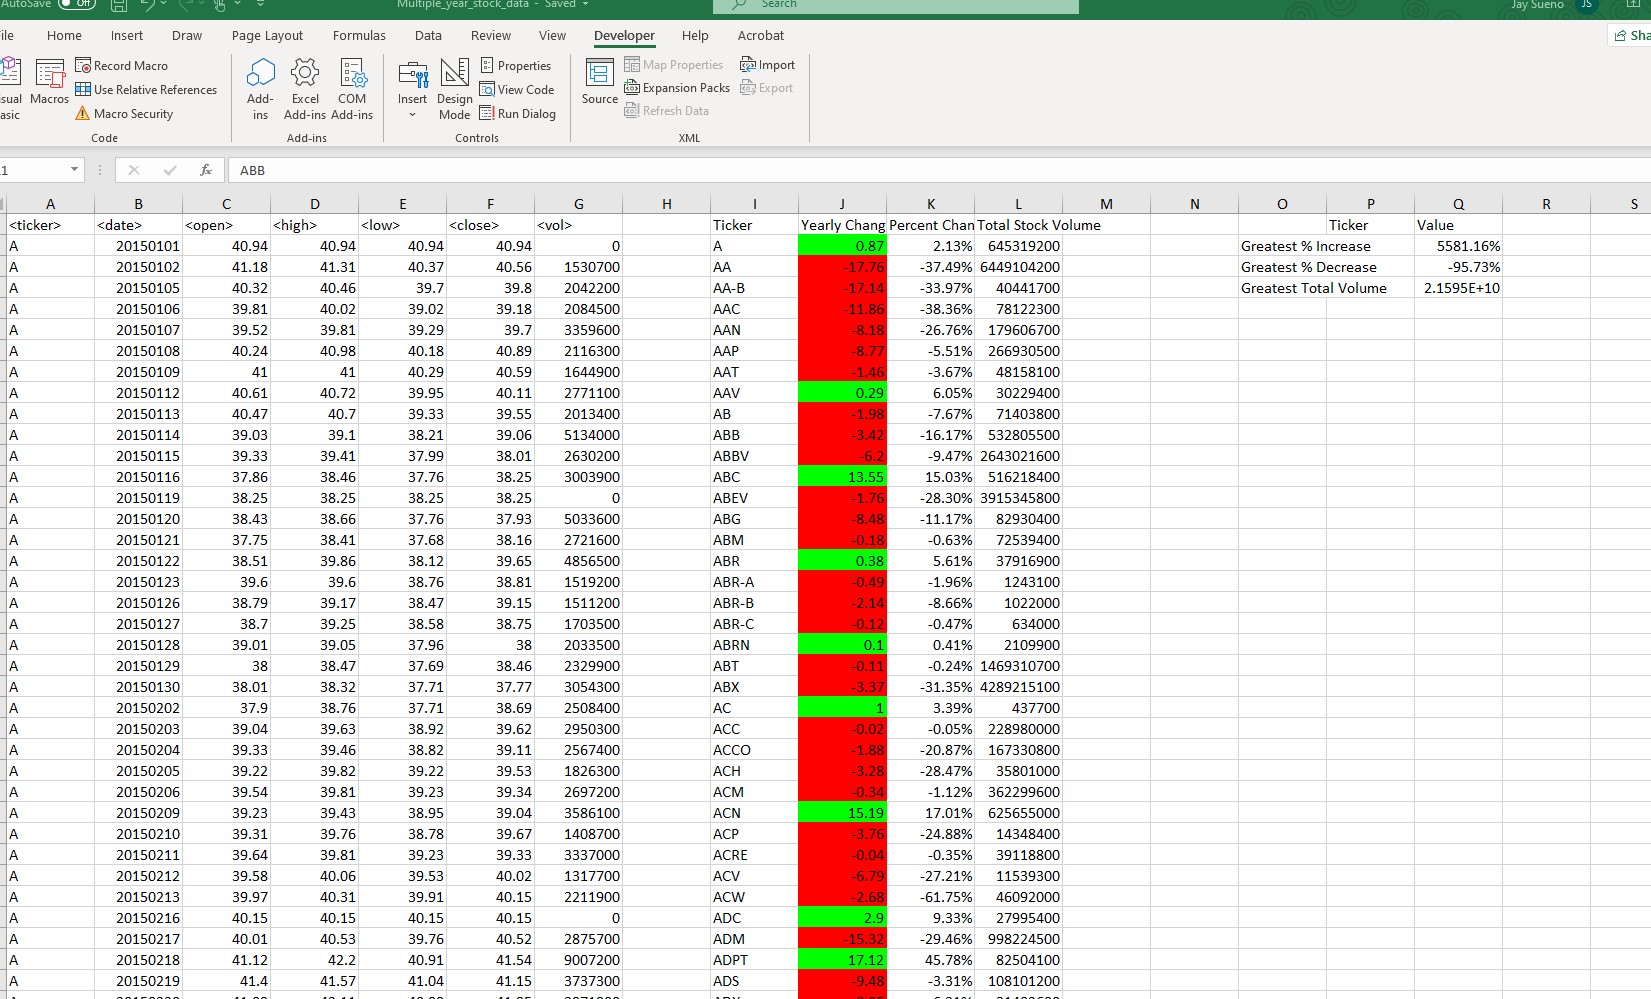 AutoSave Off Multiple_year_stock_data - Saved Search Jay Sueno JS
ile Home Insert Draw Page Layout Formulas Data Review View Developer Help Acrobat Sha
isual asic
Macros
Record Macro
Use Relative References
Macro Security
Code
Add-ins
Excel Add-ins
COM Add-ins
Add-ins
Insert
Design Mode
Properties
View Code
Run Dialog
Controls
Source
Map Properties
Expansion Packs
Refresh Data
Import
Export
XML
fx ABB
A B C D E F G H I J K L M N O P Q R S
<ticker> <date> <open> <high> <low> <close> <vol> Ticker Yearly Chang Percent Chan Total Stock Volume Ticker Value
A 20150101 40.94 40.94 40.94 40.94 0 A 0.87 2.13% 645319200 Greatest % Increase 5581.16%
A 20150102 41.18 41.31 40.37 40.56 1530700 AA -17.76 -37.49% 6449104200 Greatest % Decrease -95.73%
A 20150105 40.32 40.46 39.7 39.8 2042200 AA-B -17.14 -33.97% 40441700 Greatest Total Volume 2.1595E+10
A 20150106 39.81 40.02 39.02 39.18 2084500 AAC -11.86 -38.36% 78122300
A 20150107 39.52 39.81 39.29 39.7 3359600 AAN -8.18 -26.76% 179606700
A 20150108 40.24 40.98 40.18 40.89 2116300 AAP -8.77 -5.51% 266930500
A 20150109 41 41 40.29 40.59 1644900 AAT -1.46 -3.67% 48158100
A 20150112 40.61 40.72 39.95 40.11 2771100 AAV 0.29 6.05% 30229400
A 20150113 40.47 40.7 39.33 39.55 2013400 AB -1.98 -7.67% 71403800
A 20150114 39.03 39.1 38.21 39.06 5134000 ABB -3.42 -16.17% 532805500
A 20150115 39.33 39.41 37.99 38.01 2630200 ABBV -6.2 -9.47% 2643021600
A 20150116 37.86 38.46 37.76 38.25 3003900 ABC 13.55 15.03% 516218400
A 20150119 38.25 38.25 38.25 38.25 0 ABEV -1.76 -28.30% 3915345800
A 20150120 38.43 38.66 37.76 37.93 5033600 ABG -8.48 -11.17% 82930400
A 20150121 37.75 38.41 37.68 38.16 2721600 ABM -0.18 -0.63% 72539400
A 20150122 38.51 39.86 38.12 39.65 4856500 ABR 0.38 5.61% 37916900
A 20150123 39.6 39.6 38.76 38.81 1519200 ABR-A -0.49 -1.96% 1243100
A 20150126 38.79 39.17 38.47 39.15 1511200 ABR-B -2.14 -8.66% 1022000
A 20150127 38.7 39.25 38.58 38.75 1703500 ABR-C -0.12 -0.47% 634000
A 20150128 39.01 39.05 37.96 38 2033500 ABRN 0.1 0.41% 2109900
A 20150129 38 38.47 37.69 38.46 2329900 ABT -0.11 -0.24% 1469310700
A 20150130 38.01 38.32 37.71 37.77 3054300 ABX -3.37 -31.35% 4289215100
A 20150202 37.9 38.76 37.71 38.69 2508400 AC 1 3.39% 437700
A 20150203 39.04 39.63 38.92 39.62 2950300 ACC -0.02 -0.05% 228980000
A 20150204 39.33 39.46 38.82 39.11 2567400 ACCO -1.88 -20.87% 167330800
A 20150205 39.22 39.82 39.22 39.53 1826300 ACH -3.28 -28.47% 35801000
A 20150206 39.54 39.81 39.23 39.34 2697200 ACM -0.34 -1.12% 362299600
A 20150209 39.23 39.43 38.95 39.04 3586100 ACN 15.19 17.01% 625655000
A 20150210 39.31 39.76 38.78 39.67 1408700 ACP -3.76 -24.88% 14348400
A 20150211 39.64 39.81 39.23 39.33 3337000 ACRE -0.04 -0.35% 39118800
A 20150212 39.58 40.06 39.53 40.02 1317700 ACV -6.79 -27.21% 11539300
A 20150213 39.97 40.31 39.91 40.15 2211900 ACW -2.68 -61.75% 46092000
A 20150216 40.15 40.15 40.15 40.15 0 ADC 2.9 9.33% 27995400
A 20150217 40.01 40.53 39.76 40.52 2875700 ADM -15.32 -29.46% 998224500
A 20150218 41.12 42.2 40.91 41.54 9007200 ADPT 17.12 45.78% 82504100
A 20150219 41.4 41.57 41.04 41.15 3737300 ADS -9.48 -3.31% 108101200